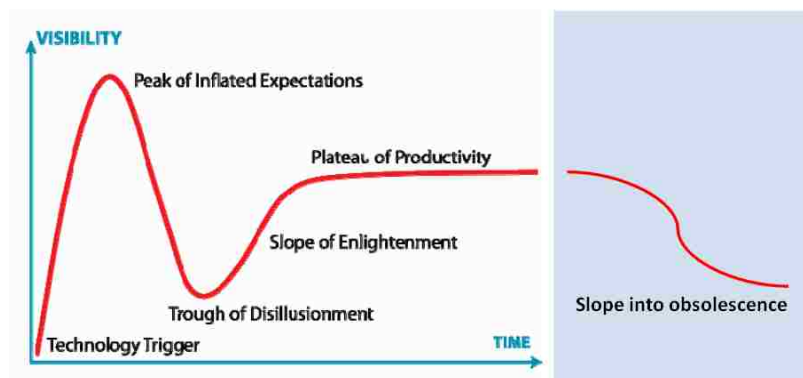 VISIBILITY
Peak of Inflated Expectations
Plateau of Productivity
Slope of Enlightenment
Trough of Disillusionment
Technology Trigger
TIME
Slope into obsolescence